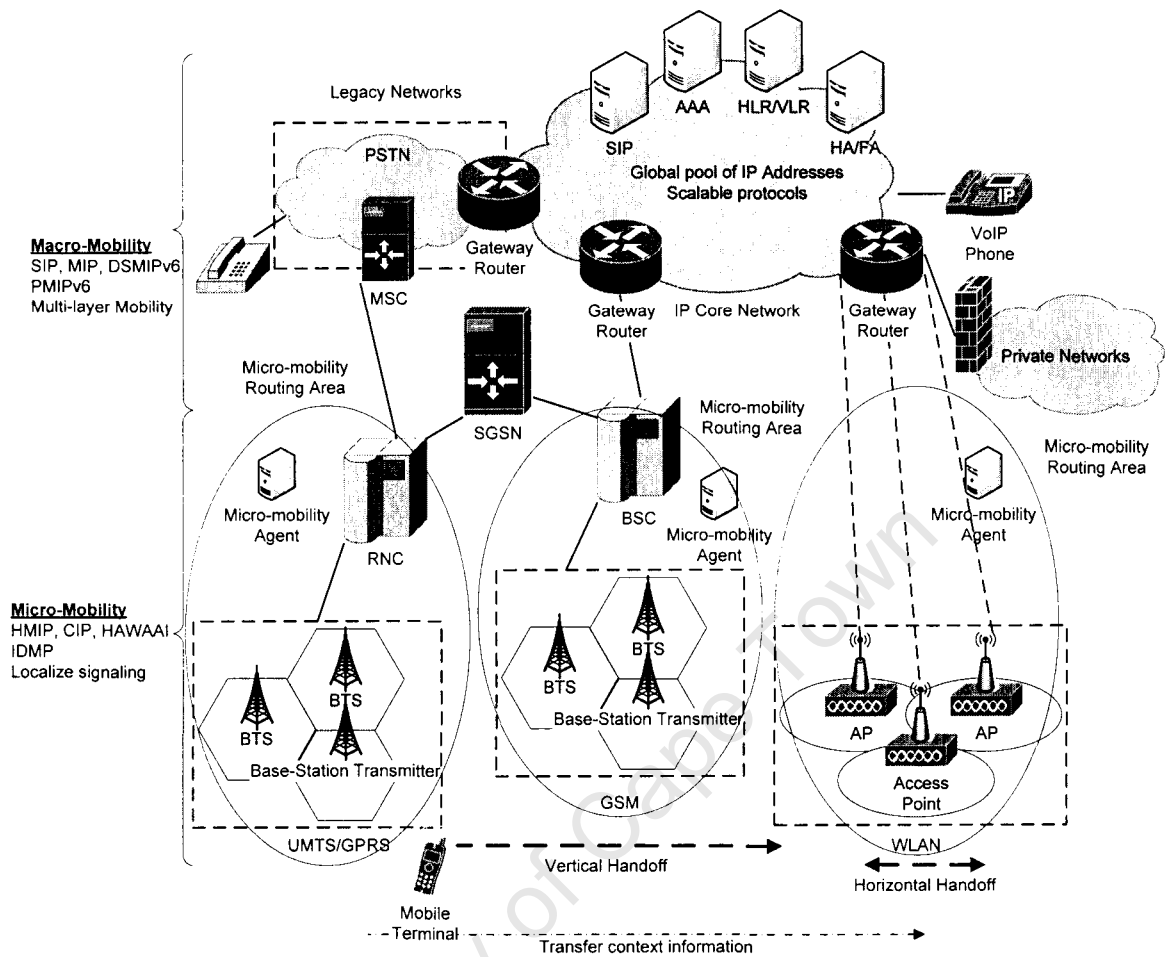 Legacy Networks
PSTN
SIP
AAA
HLR/VLR
HA/FA
Global pool of IP Addresses
Scalable protocols
IP
VoIP
Phone
Gateway
Router
MSC
Macro-Mobility
SIP, MIP, DSMIPv6
PMIPv6
Multi-layer Mobility
Gateway
Router
IP Core Network
Gateway
Router
Private Networks
Micro-mobility
Routing Area
SGSN
Micro-mobility
Routing Area
Micro-mobility
Routing Area
Micro-mobility
Agent
RNC
BSC
Micro-mobility
Agent
Micro-mobility
Agent
Micro-Mobility
HMIP, CIP, HAWAAI
IDMP
Localize signaling
BTS
BTS
Base-Station Transmitter
BTS
BTS
Base-Station Transmitter
AP
AP
Access
Point
UMTS/GPRS
GSM
WLAN
Vertical Handoff
Horizontal Handoff
Mobile
Terminal
Transfer context information
y of Cape Town